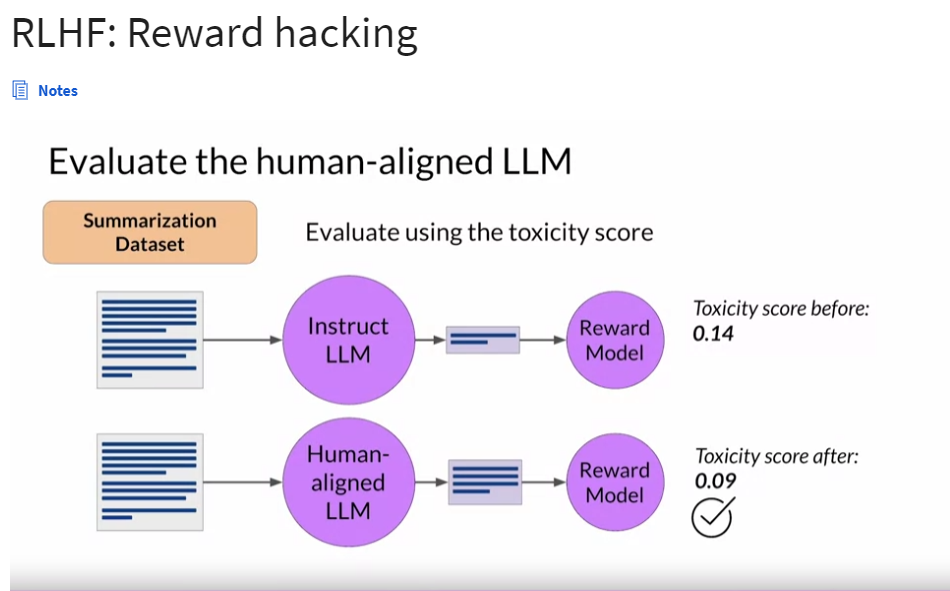 RLHF: Reward hacking
Notes
Evaluate the human-aligned LLM
Summarization
Dataset
Evaluate using the toxicity score
Instruct
LLM
Reward
Model
Toxicity score before:
0.14
Human-
aligned
LLM
Reward
Model
Toxicity score after:
0.09